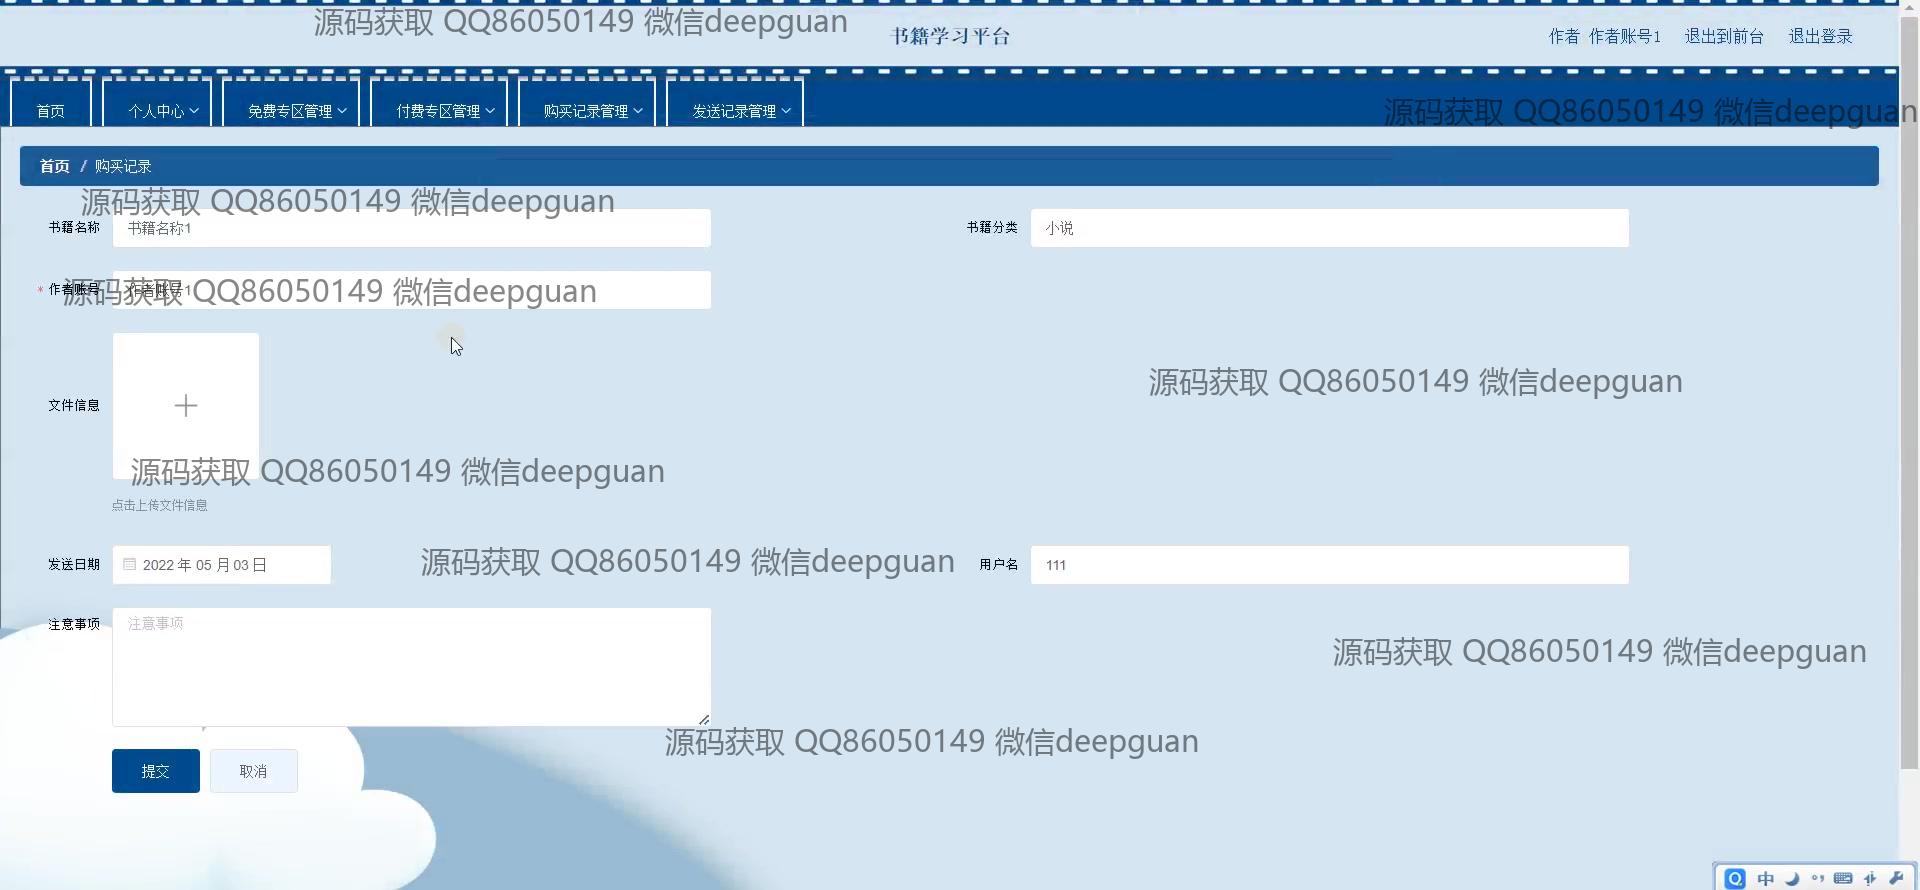 源码获取 QQ86050149 微信deepguan
书籍学习平台
作者 作者账号1 退出到前台 退出登录
首页 个人中心 免费专区管理 付费专区管理 购买记录管理 发送记录管理
源码获取 QQ86050149 微信deepguan
首页 / 购买记录
源码获取 QQ86050149 微信deepguan
书籍名称 书籍名称1 书籍分类 小说
* 作者账号 作者账号1
源码获取 QQ86050149 微信deepguan
源码获取 QQ86050149 微信deepguan
文件信息
源码获取 QQ86050149 微信deepguan
点击上传文件信息
发送日期 2022 年 05 月 03 日 用户名 111
源码获取 QQ86050149 微信deepguan
注意事项 注意事项
源码获取 QQ86050149 微信deepguan
源码获取 QQ86050149 微信deepguan
提交 取消
中